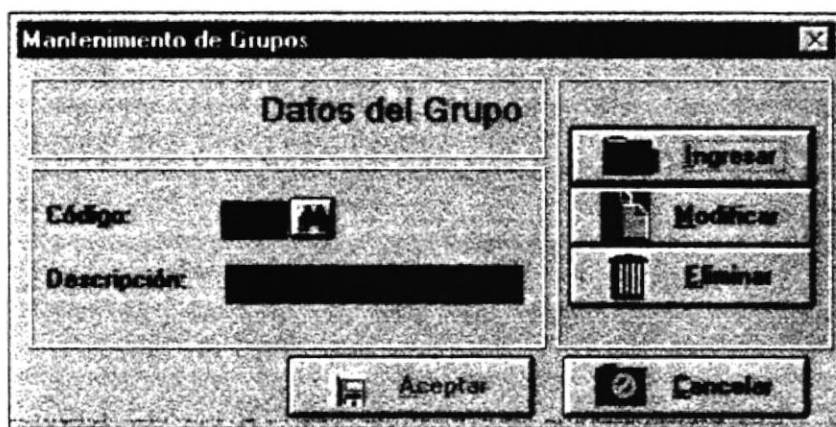 Mantenimiento de Grupos
Datos del Grupo
Código:
Descripción:
Ingresar
Modificar
Eliminar
Aceptar
Cancelar